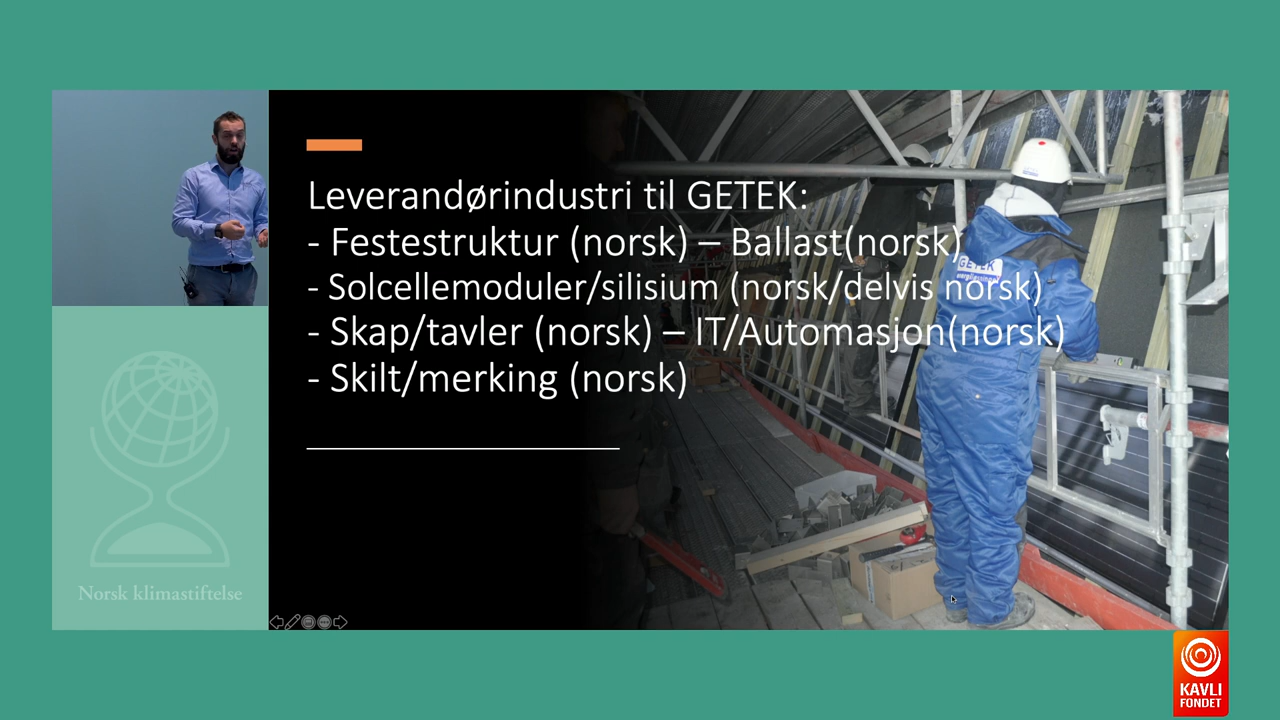 Leverandørindustri til GETEK:
- Festestruktur (norsk) – Ballast(norsk)
- Solcellemoduler/silisium (norsk/delvis norsk)
- Skap/tavler (norsk) – IT/Automasjon(norsk)
- Skilt/merking (norsk)
GETEK
Norsk klimastiftelse
KAVLI
FONDET